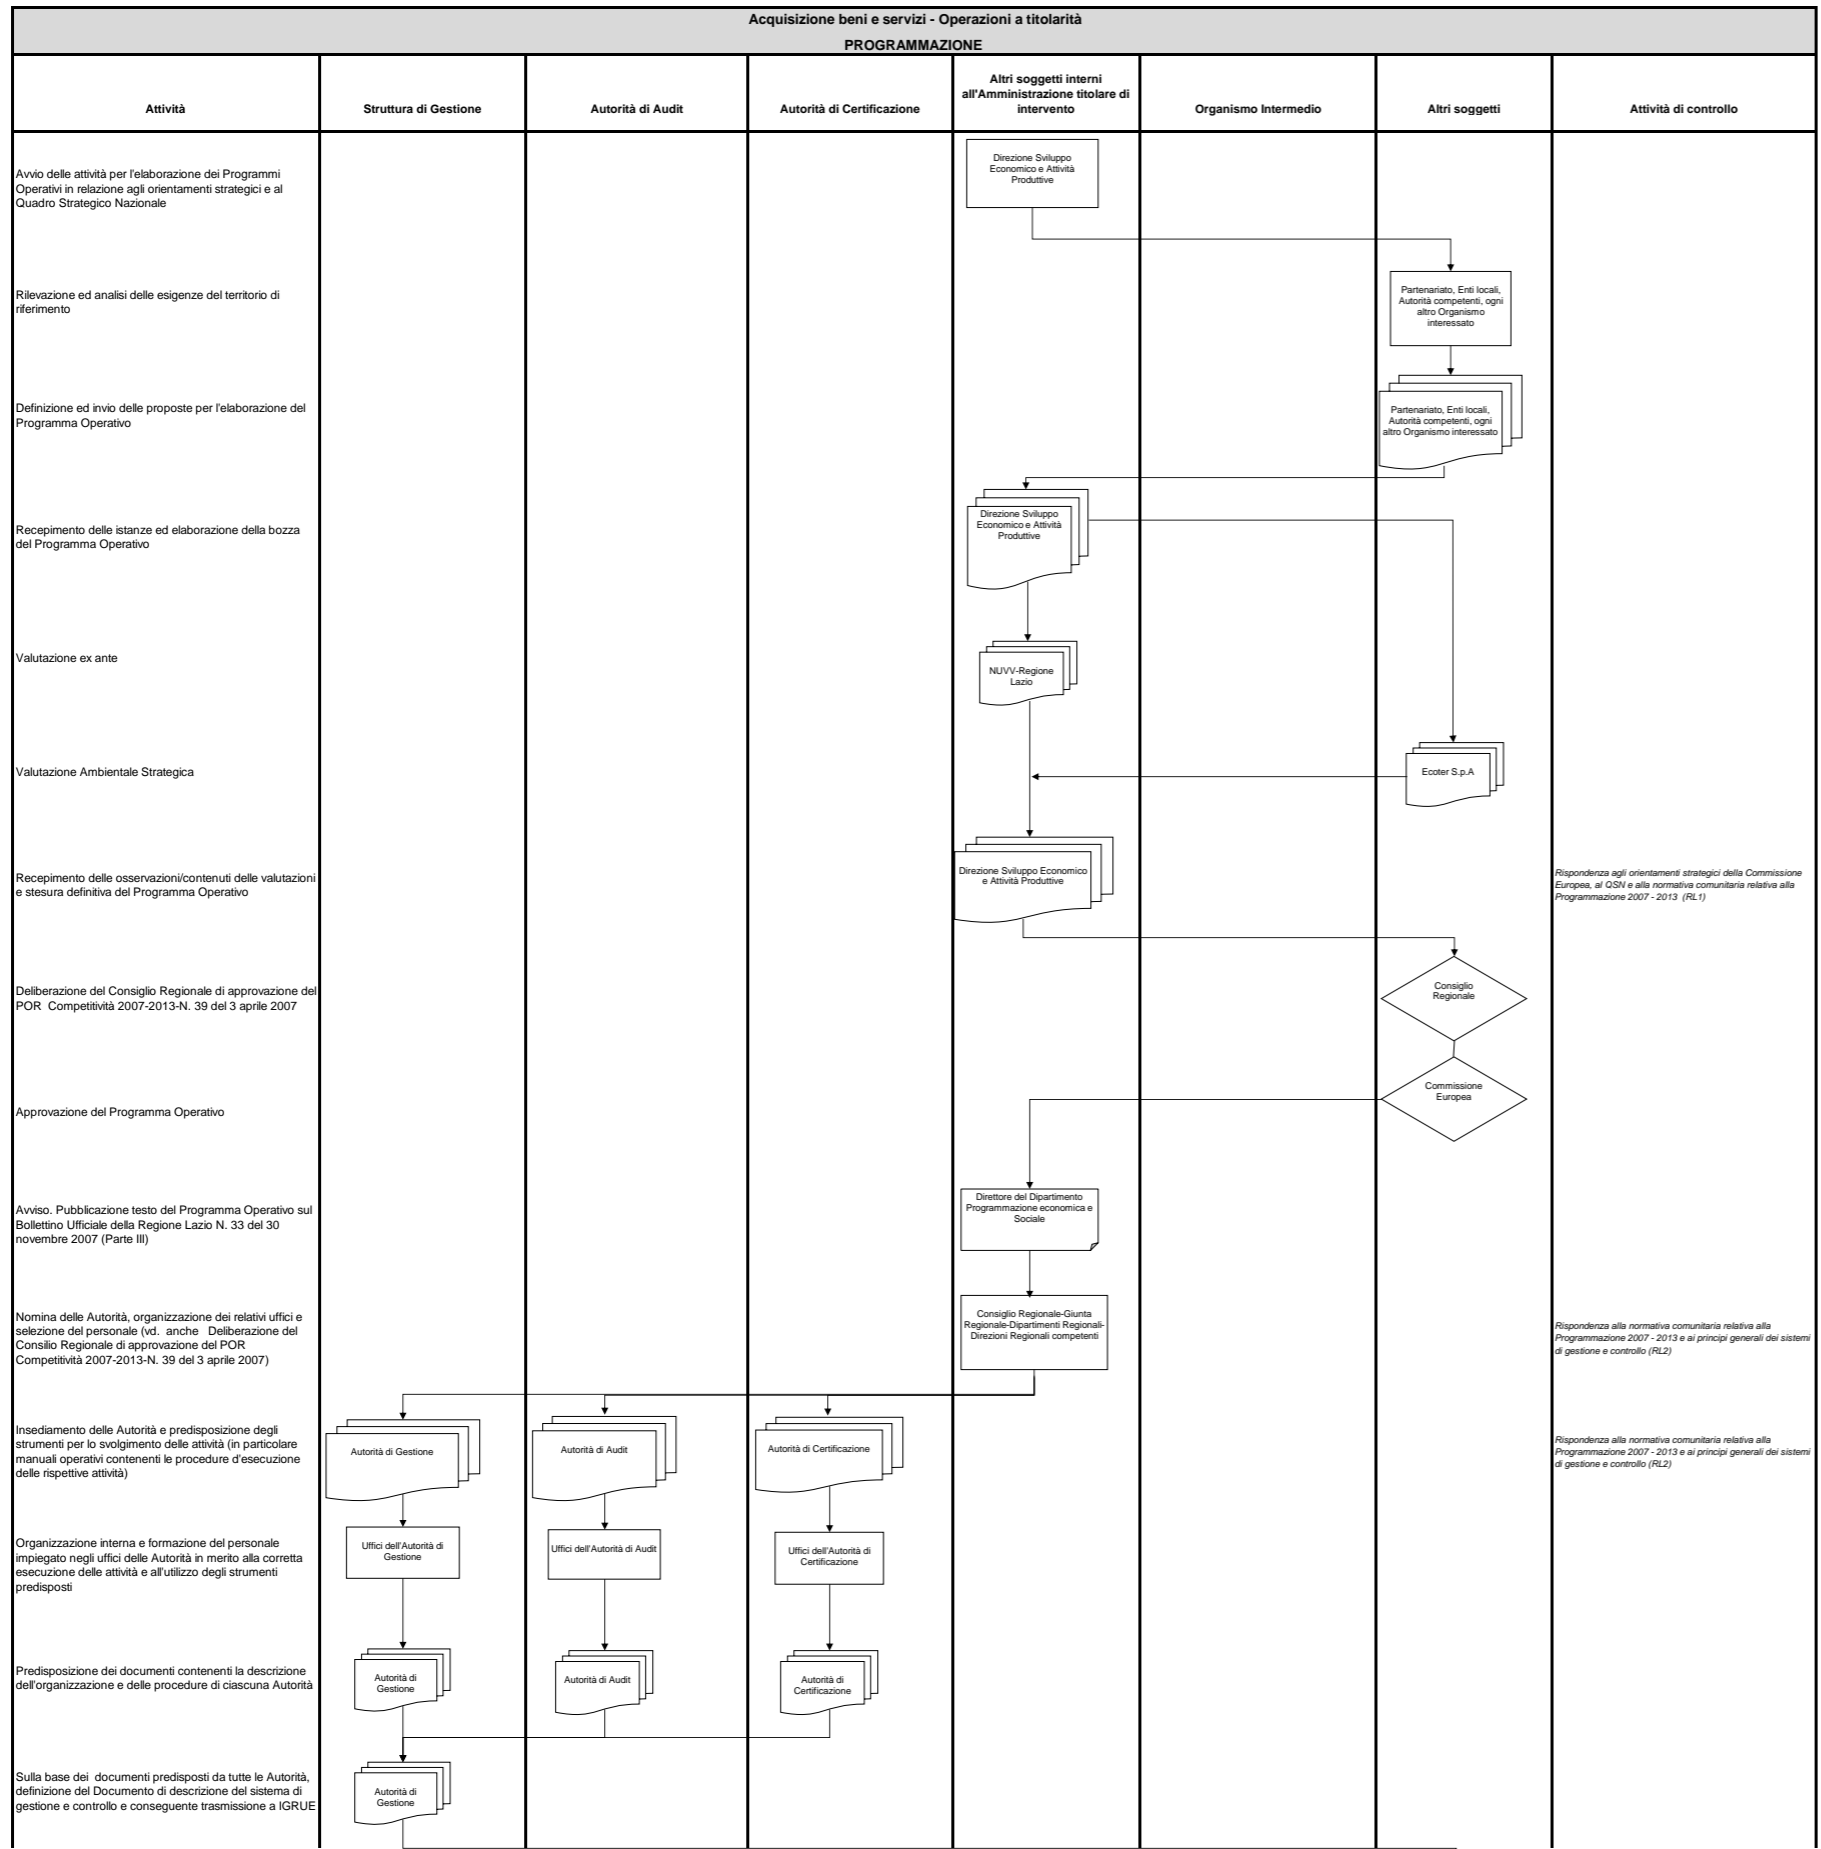 Acquisizione beni e servizi - Operazioni a titolarità
PROGRAMMAZIONE
Attività
Struttura di Gestione
Autorità di Audit
Autorità di Certificazione
Altri soggetti interni
all'Amministrazione titolare di
intervento
Organismo Intermedio
Altri soggetti
Attività di controllo
Avvio delle attività per l'elaborazione dei Programmi
Operativi in relazione agli orientamenti strategici e al
Quadro Strategico Nazionale
Direzione Sviluppo
Economico e Attività
Produttive
Rilevazione ed analisi delle esigenze del territorio di
riferimento
Partenariato, Enti locali,
Autorità competenti, ogni
altro Organismo
interessato
Definizione ed invio delle proposte per l'elaborazione del
Programma Operativo
Partenariato, Enti locali,
Autorità competenti, ogni
altro Organismo interessato
Recepimento delle istanze ed elaborazione della bozza
del Programma Operativo
Direzione Sviluppo
Economico e Attività
Produttive
Valutazione ex ante
NUVV-Regione
Lazio
Valutazione Ambientale Strategica
Ecoter S.p.A
Recepimento delle osservazioni/contenuti delle valutazioni
e stesura definitiva del Programma Operativo
Direzione Sviluppo Economico
e Attività Produttive
Rispondenza agli orientamenti strategici della Commissione
Europea, al QSN e alla normativa comunitaria relativa alla
Programmazione 2007 - 2013 (RL1)
Deliberazione del Consiglio Regionale di approvazione del
POR Competitività 2007-2013-N. 39 del 3 aprile 2007
Consiglio
Regionale
Approvazione del Programma Operativo
Commissione
Europea
Avviso. Pubblicazione testo del Programma Operativo sul
Bollettino Ufficiale della Regione Lazio N. 33 del 30
novembre 2007 (Parte III)
Direttore del Dipartimento
Programmazione economica e
Sociale
Nomina delle Autorità, organizzazione dei relativi uffici e
selezione del personale (vd. anche Deliberazione del
Consilio Regionale di approvazione del POR
Competitività 2007-2013-N. 39 del 3 aprile 2007)
Consiglio Regionale-Giunta
Regionale-Dipartimenti Regionali-
Direzioni Regionali competenti
Rispondenza alla normativa comunitaria relativa alla
Programmazione 2007 - 2013 e ai principi generali dei sistemi
di gestione e controllo (RL2)
Insediamento delle Autorità e predisposizione degli
strumenti per lo svolgimento delle attività (in particolare
manuali operativi contenenti le procedure d'esecuzione
delle rispettive attività)
Autorità di Gestione
Autorità di Audit
Autorità di Certificazione
Rispondenza alla normativa comunitaria relativa alla
Programmazione 2007 - 2013 e ai principi generali dei sistemi
di gestione e controllo (RL2)
Organizzazione interna e formazione del personale
impiegato negli uffici delle Autorità in merito alla corretta
esecuzione delle attività e all'utilizzo degli strumenti
predisposti
Uffici dell'Autorità di
Gestione
Uffici dell'Autorità di Audit
Uffici dell'Autorità di
Certificazione
Predisposizione dei documenti contenenti la descrizione
dell'organizzazione e delle procedure di ciascuna Autorità
Autorità di
Gestione
Autorità di Audit
Autorità di
Certificazione
Sulla base dei documenti predisposti da tutte le Autorità,
definizione del Documento di descrizione del sistema di
gestione e controllo e conseguente trasmissione a IGRUE
Autorità di
Gestione